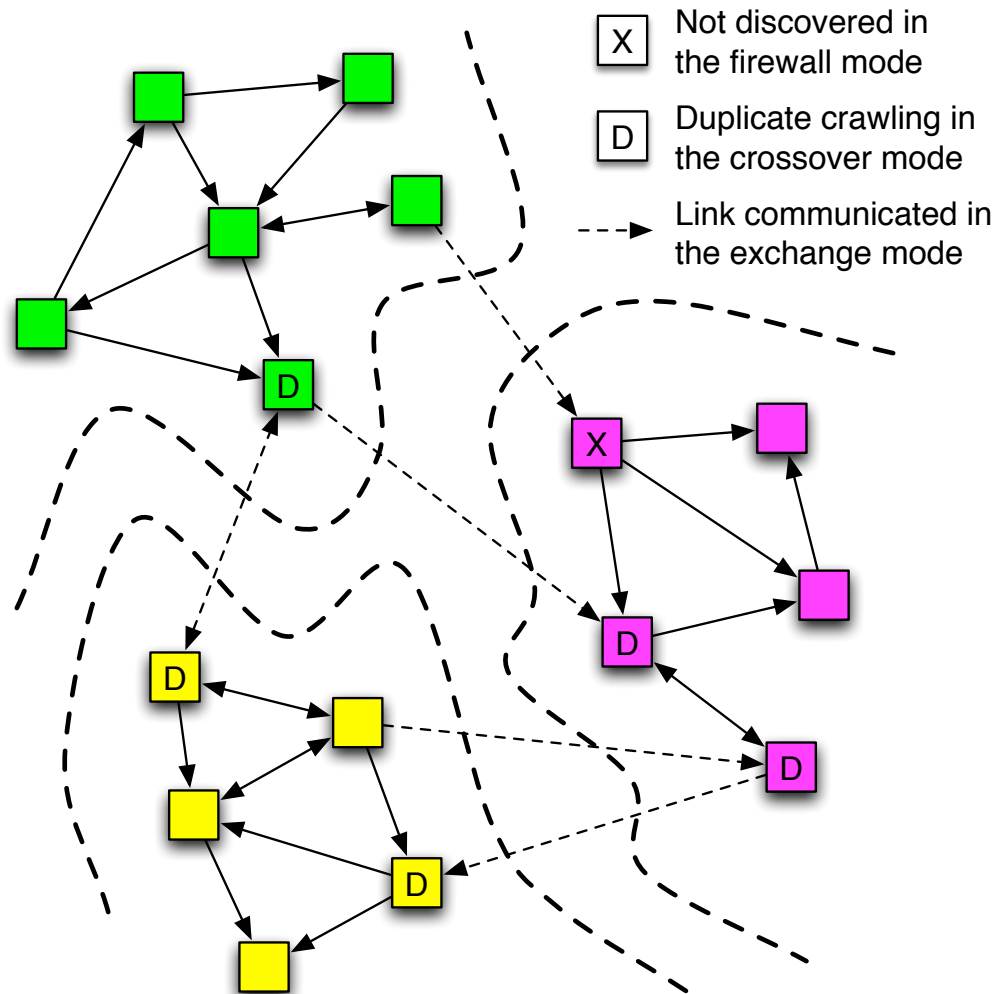 X
Not discovered in
the firewall mode
D
Duplicate crawling in
the crossover mode
Link communicated in
the exchange mode
D
X
D
D
D
D